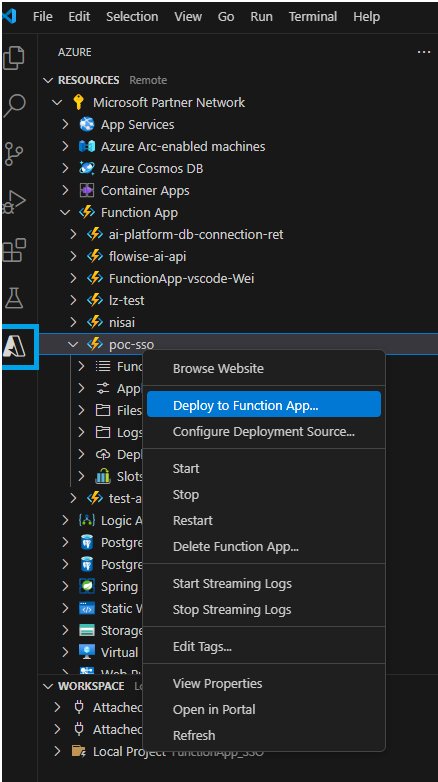 File Edit Selection View Go Run Terminal Help
AZURE
RESOURCES Remote
Microsoft Partner Network
App Services
Azure Arc-enabled machines
Azure Cosmos DB
Container Apps
Function App
ai-platform-db-connection-ret
flowise-ai-api
FunctionApp-vscode-Wei
lz-test
nisai
poc-sso
Func
Browse Website
Appl
Deploy to Function App...
Files
Logs
Configure Deployment Source...
Depl
Start
Slots
Stop
test-a
Restart
Logic A
Postgre
Delete Function App...
Postgre
Spring
Start Streaming Logs
Static W
Stop Streaming Logs
Storage
Virtual
Edit Tags...
WORKSPACE
View Properties
Attached
Open in Portal
Attached
Refresh
Local Project FunctionApp_SSO